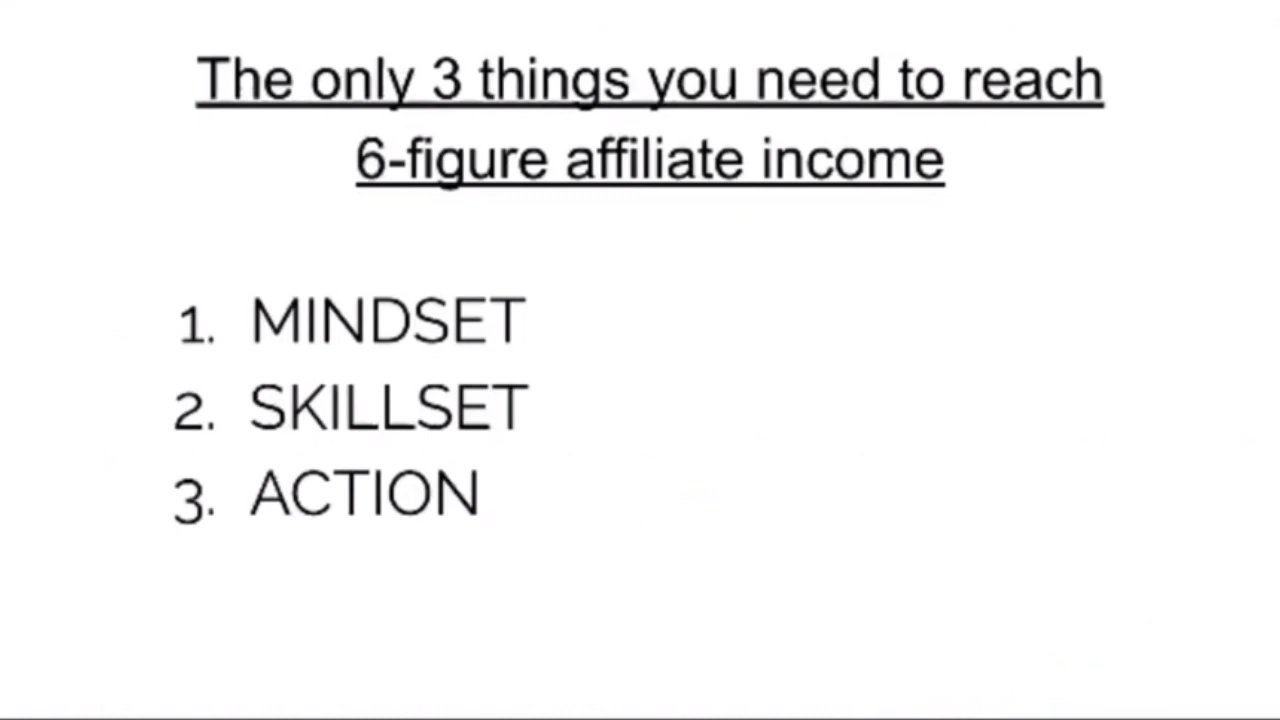 The only 3 things you need to reach
6-figure affiliate income
1. MINDSET
2. SKILLSET
3. ACTION